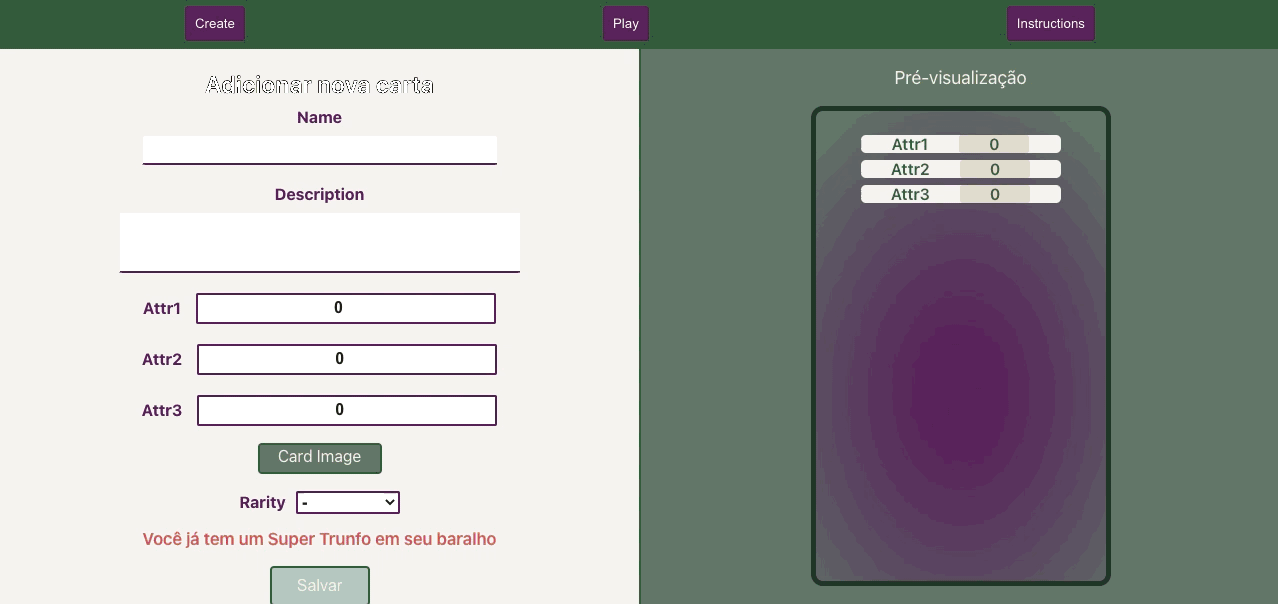 Create
Play
Instructions
Adicionar nova carta
Name
Description
Attr1 0
Attr2 0
Attr3 0
Card Image
Rarity -
Você já tem um Super Trunfo em seu baralho
Salvar
Pré-visualização
Attr1 0
Attr2 0
Attr3 0